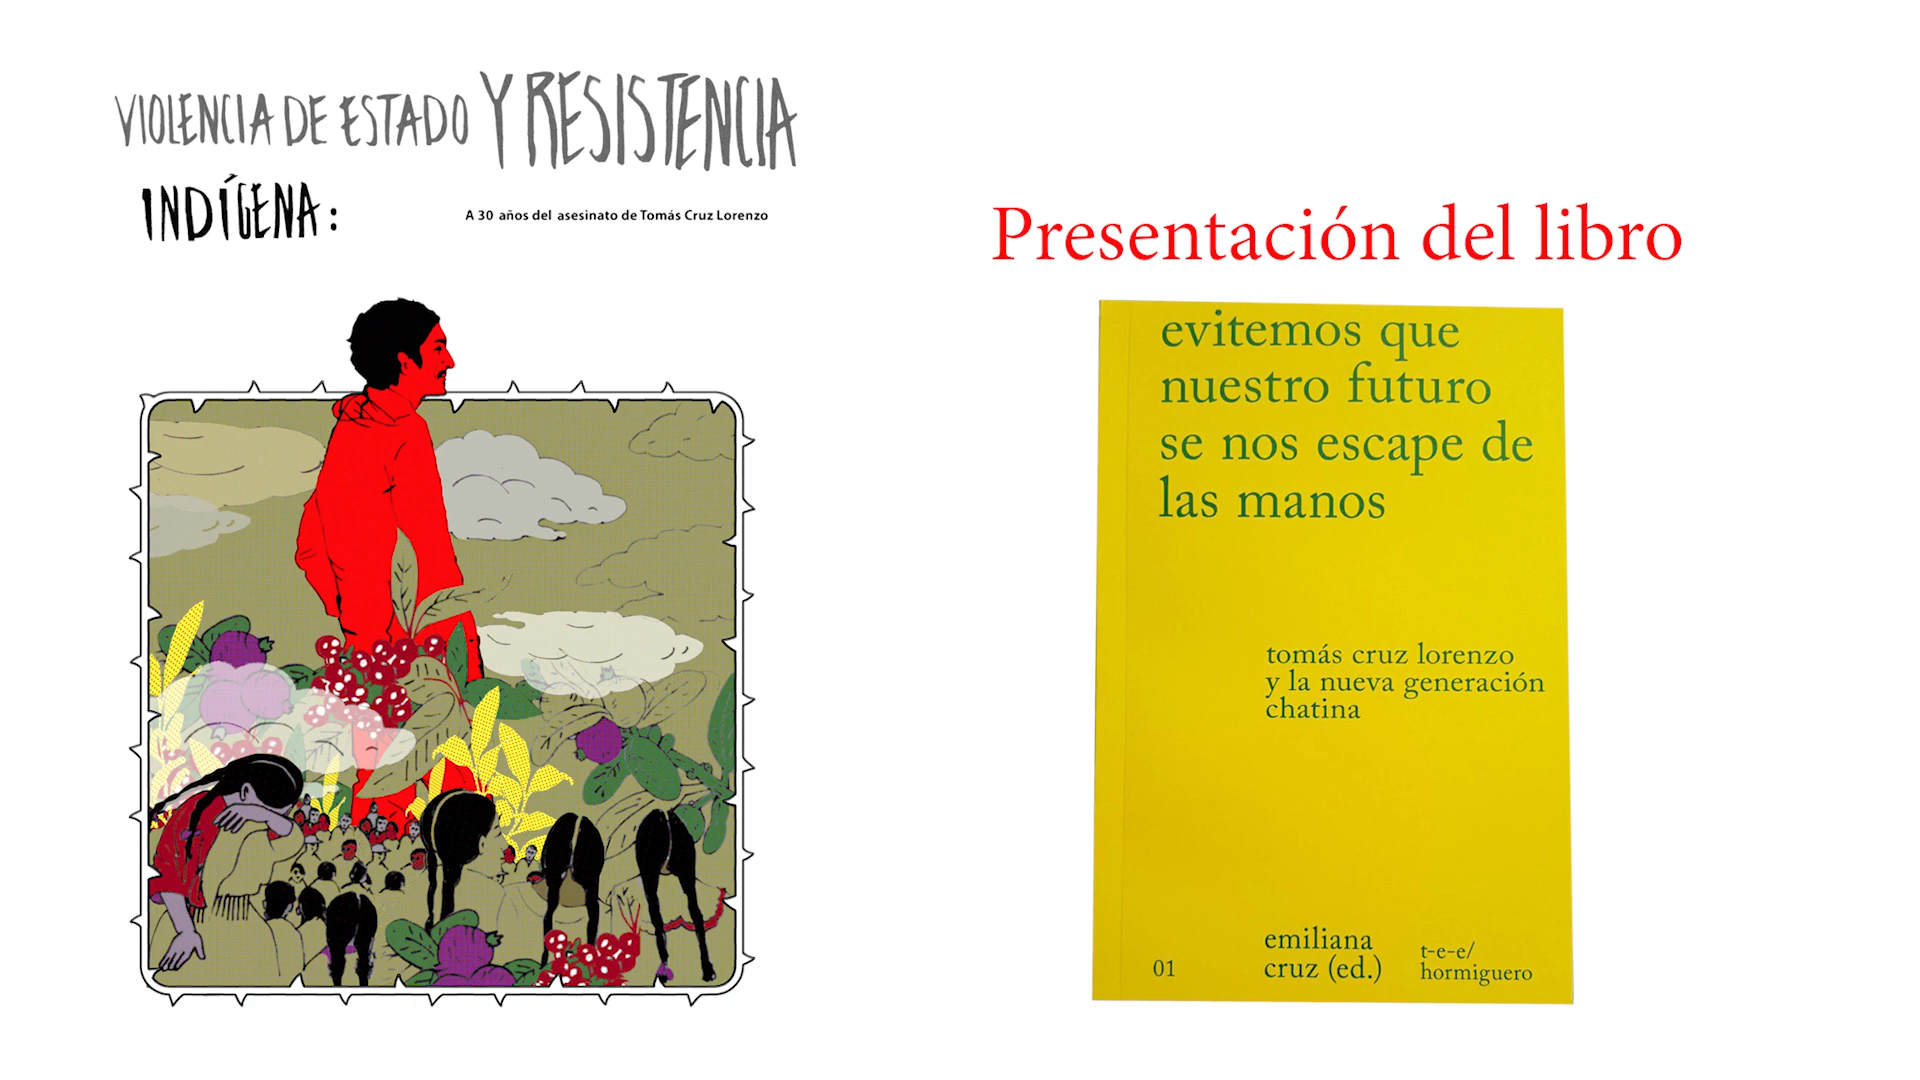 VIOLENCIA DE ESTADO Y RESISTENCIA
INDÍGENA:
A 30 años del asesinato de Tomás Cruz Lorenzo
Presentación del libro
evitemos que
nuestro futuro
se nos escape de
las manos
tomás cruz lorenzo
y la nueva generación
chatina
01
emiliana
cruz (ed.)
t-e-e/
hormiguero